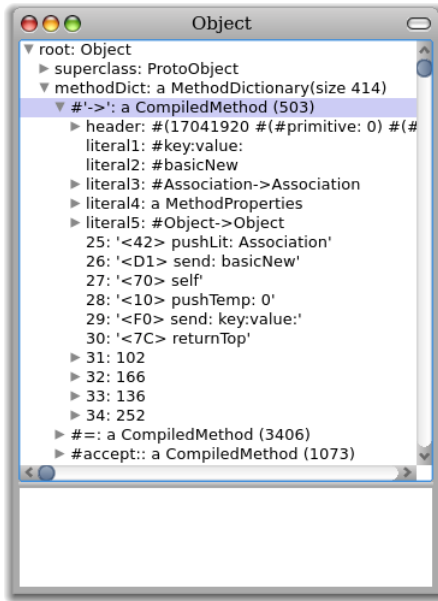 Object
root: Object
superclass: ProtoObject
methodDict: a MethodDictionary(size 414)
#'->': a CompiledMethod (503)
header: #(17041920 #(#primitive: 0) #(#
literal1: #key:value:
literal2: #basicNew
literal3: #Association->Association
literal4: a MethodProperties
literal5: #Object->Object
25: '<42> pushLit: Association'
26: '<D1> send: basicNew'
27: '<70> self'
28: '<10> pushTemp: 0'
29: '<F0> send: key:value:'
30: '<7C> returnTop'
31: 102
32: 166
33: 136
34: 252
#=: a CompiledMethod (3406)
#accept:: a CompiledMethod (1073)